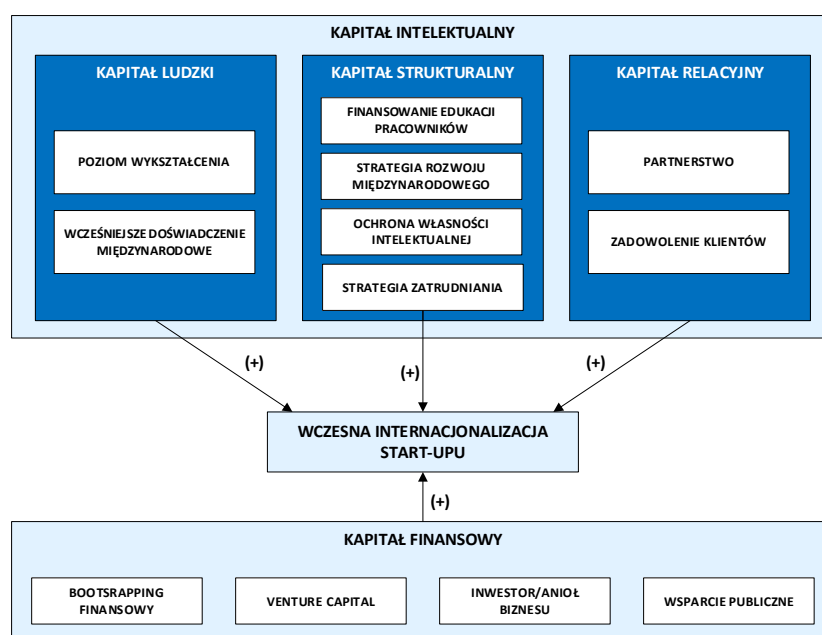 KAPITAŁ INTELEKTUALNY
KAPITAŁ LUDZKI
POZIOM WYKSZTAŁCENIA
WCZEŚNIEJSZE DOŚWIADCZENIE
MIĘDZYNARODOWE
KAPITAŁ STRUKTURALNY
FINANSOWANIE EDUKACJI
PRACOWNIKÓW
STRATEGIA ROZWOJU
MIĘDZYNARODOWEGO
OCHRONA WŁASNOŚCI
INTELEKTUALNEJ
STRATEGIA ZATRUDNIANIA
KAPITAŁ RELACYJNY
PARTNERSTWO
ZADOWOLENIE KLIENTÓW
(+)
(+)
(+)
WCZESNA INTERNACJONALIZACJA
START-UPU
(+)
KAPITAŁ FINANSOWY
BOOTSRAPPING
FINANSOWY
VENTURE CAPITAL
INWESTOR/ANIOŁ
BIZNESU
WSPARCIE PUBLICZNE